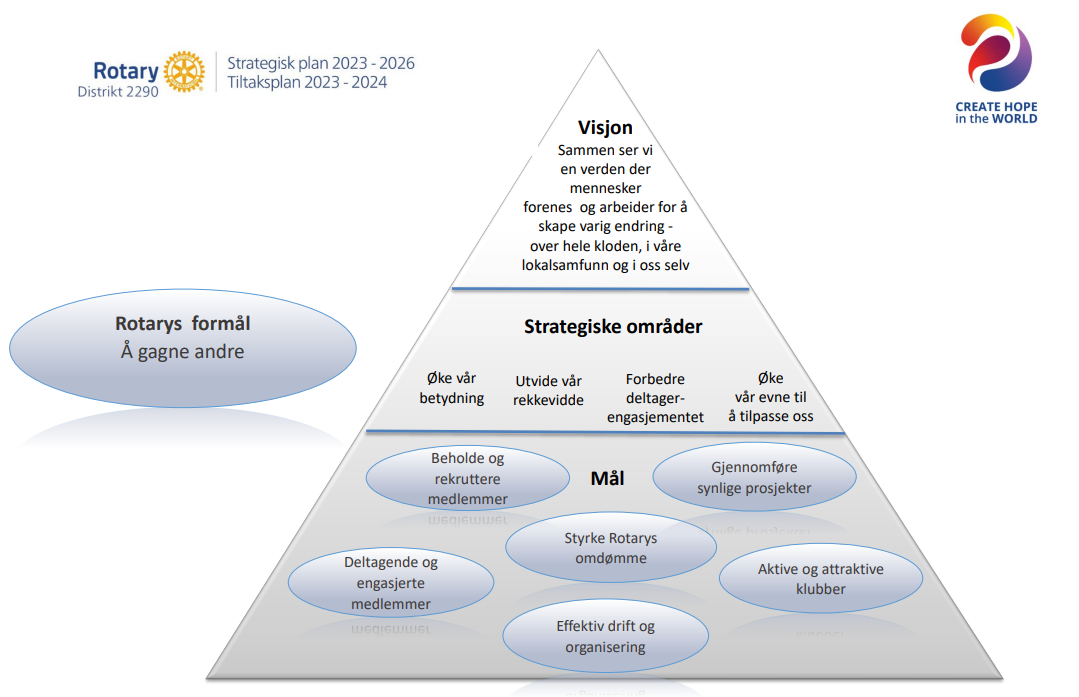 Rotary
Distrikt 2290
Strategisk plan 2023 - 2026
Tiltaksplan 2023 - 2024
CREATE HOPE
in the WORLD
Visjon
Sammen ser vi
en verden der
mennesker
forenes og arbeider for å
skape varig endring -
over hele kloden, i våre
lokalsamfunn og i oss selv
Rotarys formål
Å gagne andre
Strategiske områder
Øke vår
betydning
Utvide vår
rekkevidde
Forbedre
deltager-
engasjementet
Øke
vår evne til
å tilpasse oss
Mål
Beholde og
rekruttere
medlemmer
Gjennomføre
synlige prosjekter
Styrke Rotarys
omdømme
Deltagende og
engasjerte
medlemmer
Aktive og attraktive
klubber
Effektiv drift og
organisering